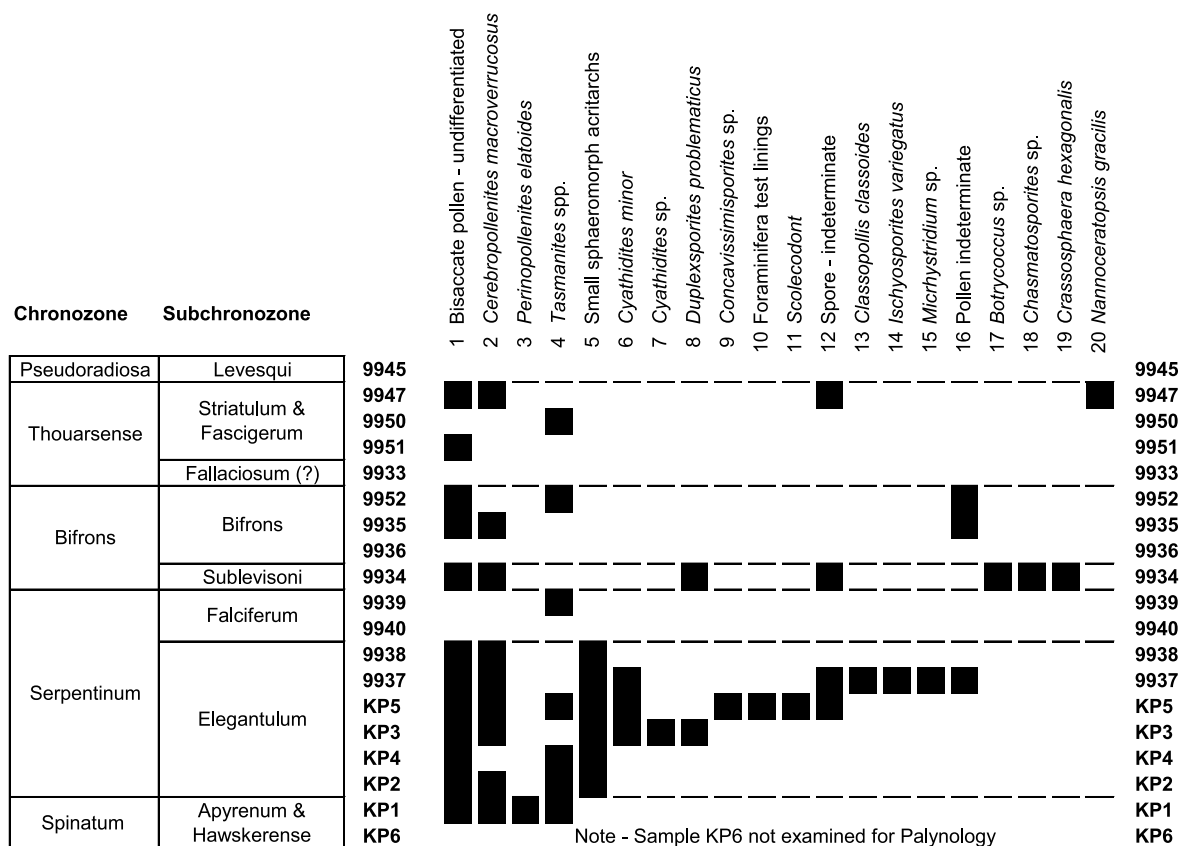 1 Bisaccate pollen - undifferentiated
2 Cerebropollenites macroverrucosus
3 Perinopollenites elatoides
4 Tasmanites spp.
5 Small sphaeromorph acritarchs
6 Cyathidites minor
7 Cyathidites sp.
8 Duplexsporites problematicus
9 Concavissimisporites sp.
10 Foraminifera test linings
11 Scolecodont
12 Spore - indeterminate
13 Classopollis classoides
14 Ischyosporites variegatus
15 Micrhystridium sp.
16 Pollen indeterminate
17 Botrycoccus sp.
18 Chasmatosporites sp.
19 Crassosphaera hexagonalis
20 Nannoceratopsis gracilis
Chronozone Subchronozone
Pseudoradiosa Levesqui 9945 9945
9947 9947
Thouarsense Striatulum & Fascigerum 9950 9950
9951 9951
Fallaciosum (?) 9933 9933
9952 9952
Bifrons Bifrons 9935 9935
9936 9936
Sublevisoni 9934 9934
Falciferum 9939 9939
9940 9940
9938 9938
Serpentinum 9937 9937
Elegantulum KP5 KP5
KP3 KP3
KP4 KP4
KP2 KP2
Spinatum Apyrenum & KP1 KP1
Hawskerense KP6 Note - Sample KP6 not examined for Palynology KP6